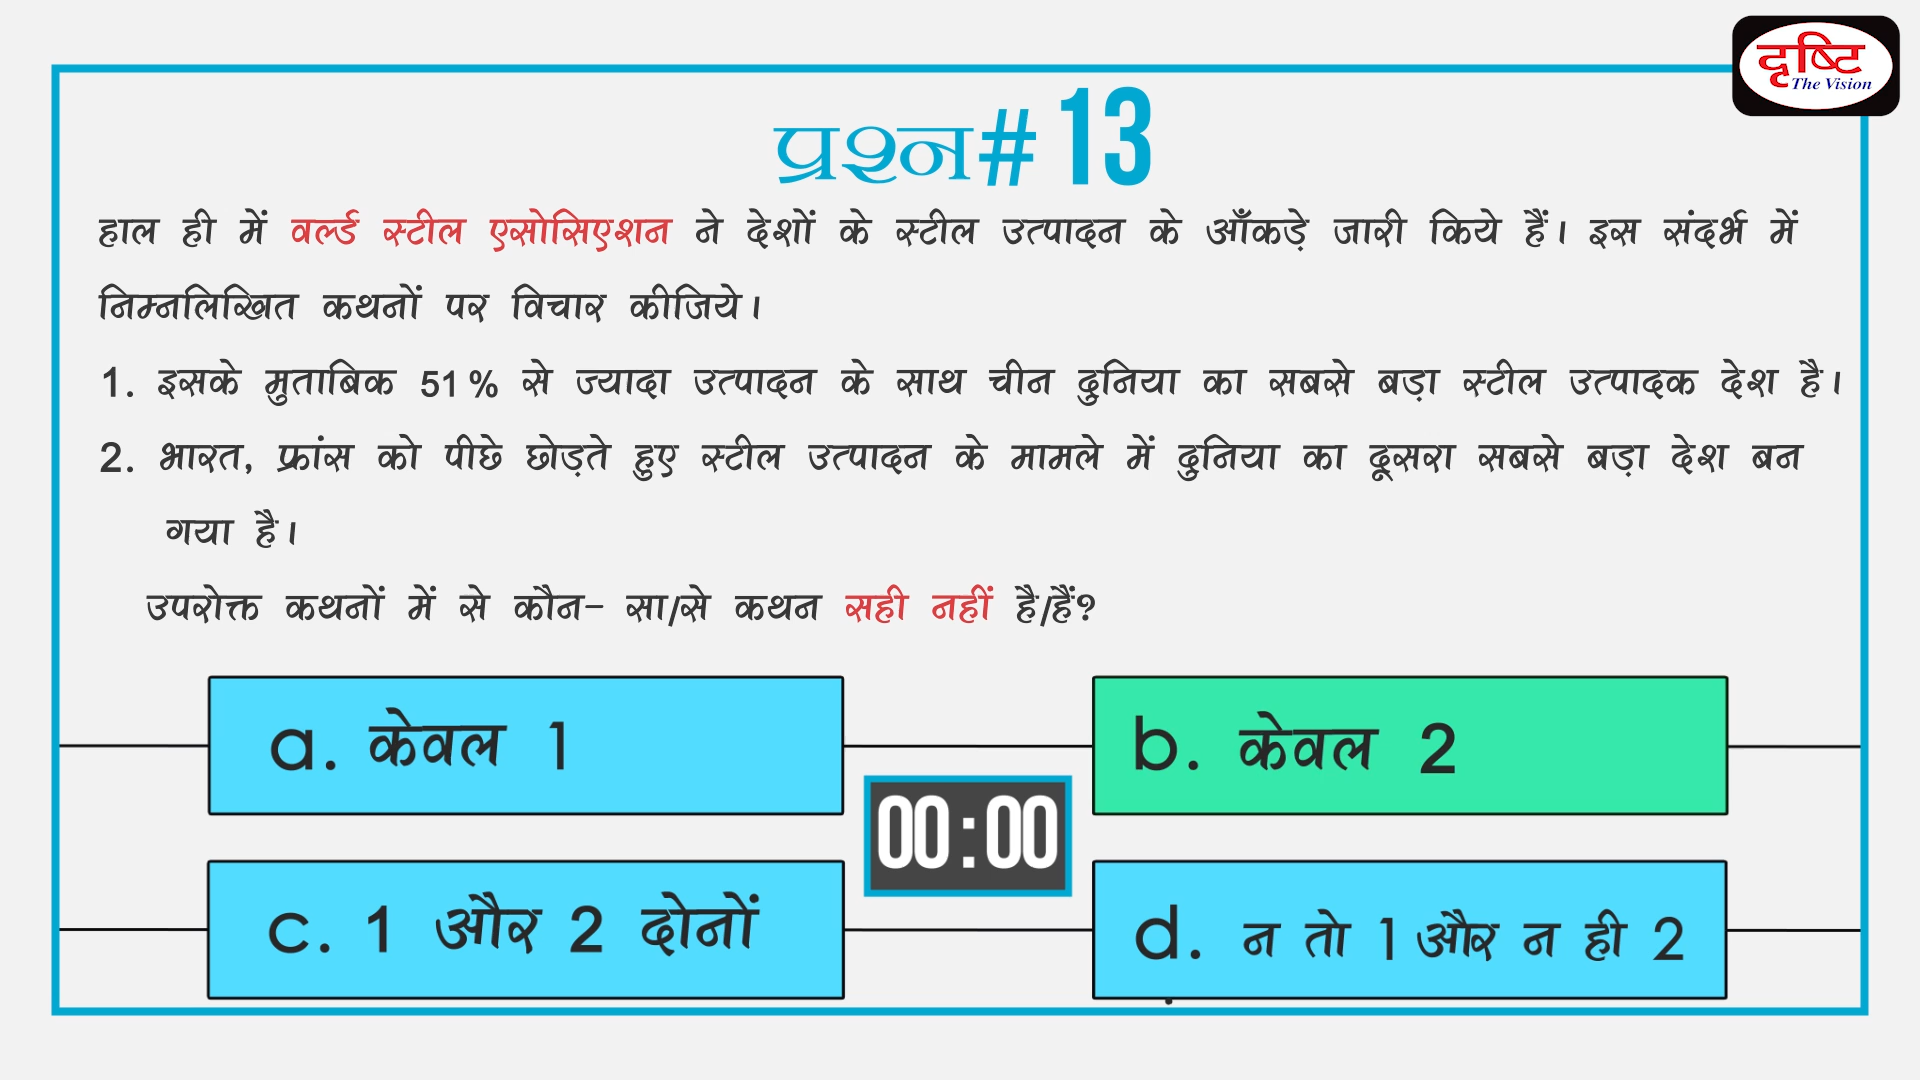 दृष्टि
The Vision
प्रश्न# 13
हाल ही में वर्ल्ड स्टील एसोसिएशन ने देशों के स्टील उत्पादन के आँकड़े जारी किये हैं। इस संदर्भ में
निम्नलिखित कथनों पर विचार कीजिये।
1. इसके मुताबिक 51% से ज्यादा उत्पादन के साथ चीन दुनिया का सबसे बड़ा स्टील उत्पादक देश है।
2. भारत, फ्रांस को पीछे छोड़ते हुए स्टील उत्पादन के मामले में दुनिया का दूसरा सबसे बड़ा देश बन
गया है।
उपरोक्त कथनों में से कौन- सा/से कथन सही नहीं है/हैं?
a. केवल 1
b. केवल 2
00:00
c. 1 और 2 दोनों
d. न तो 1 और न ही 2